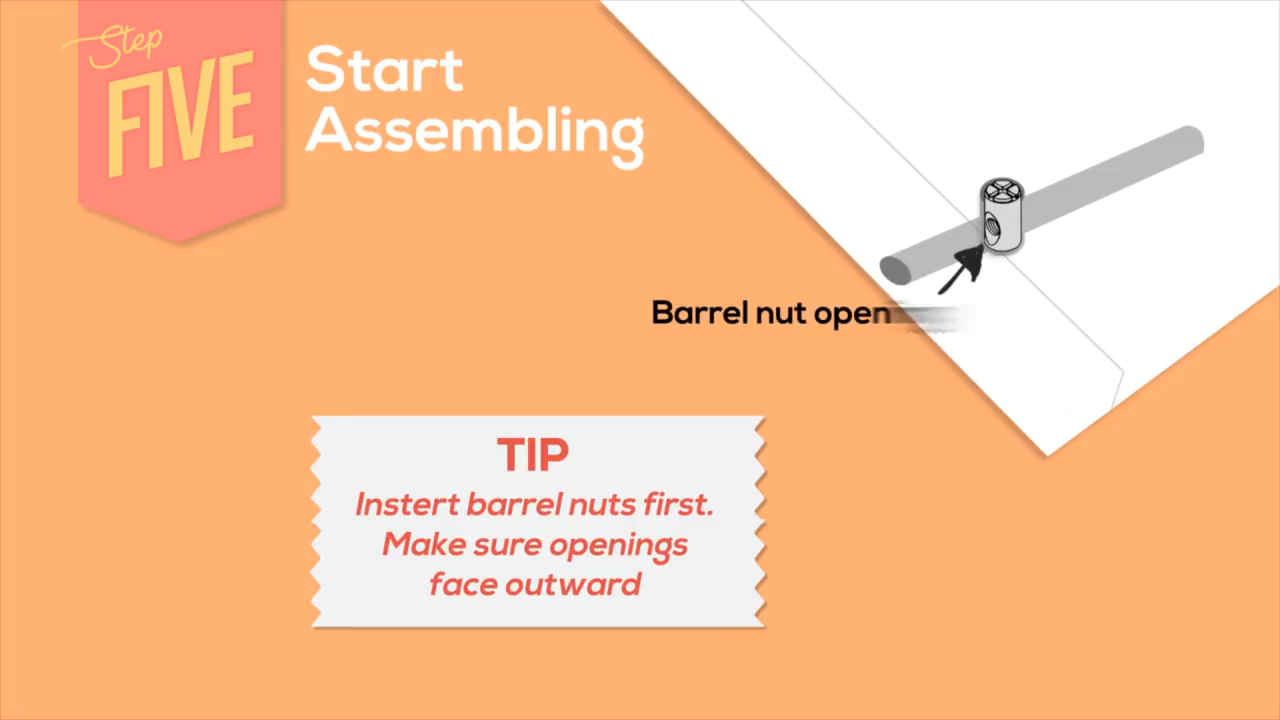 Step
FIVE
Start
Assembling
Barrel nut open
TIP
Instert barrel nuts first.
Make sure openings
face outward